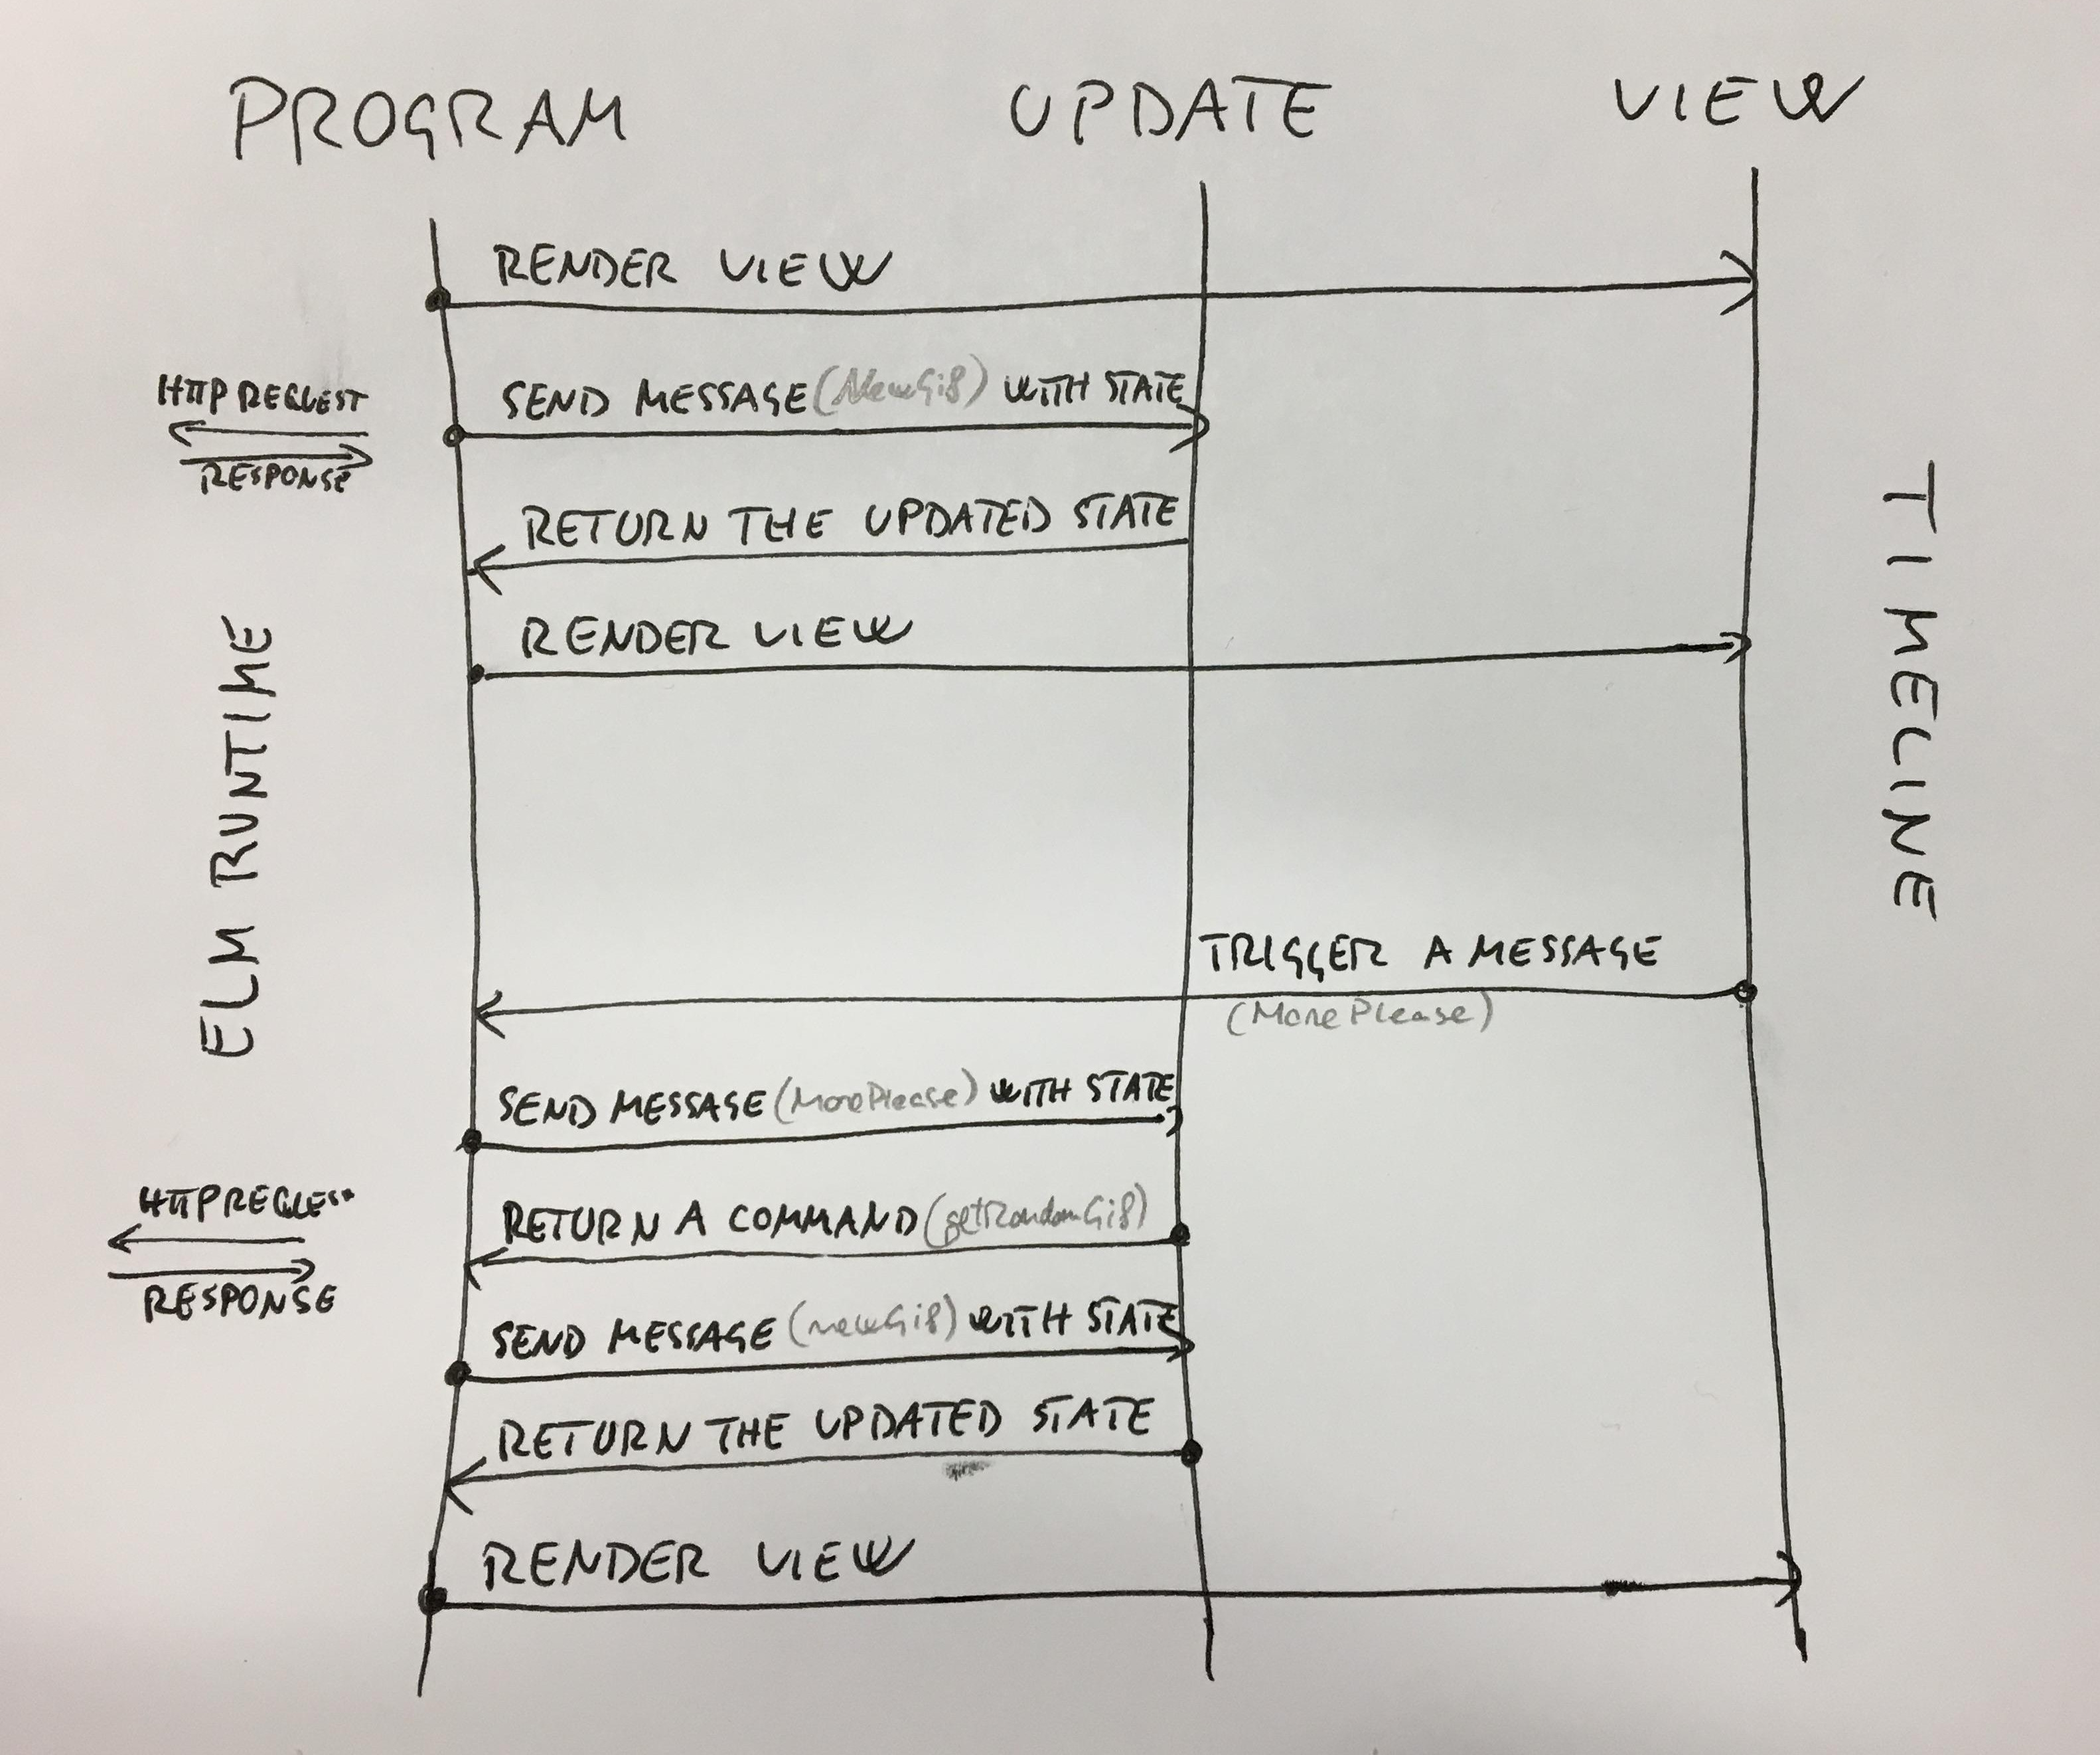 PROGRAM UPDATE VIEW
RENDER VIEW
HTTP REQUEST
RESPONSE
SEND MESSAGE (NewGif) WITH STATE
RETURN THE UPDATED STATE
RENDER VIEW
ELM RUNTIME
TIMELINE
TRIGGER A MESSAGE
(MorePlease)
SEND MESSAGE (MorePlease) WITH STATE
HTTP REQUEST
RESPONSE
RETURN A COMMAND (getRandomGif)
SEND MESSAGE (newGif) WITH STATE
RETURN THE UPDATED STATE
RENDER VIEW